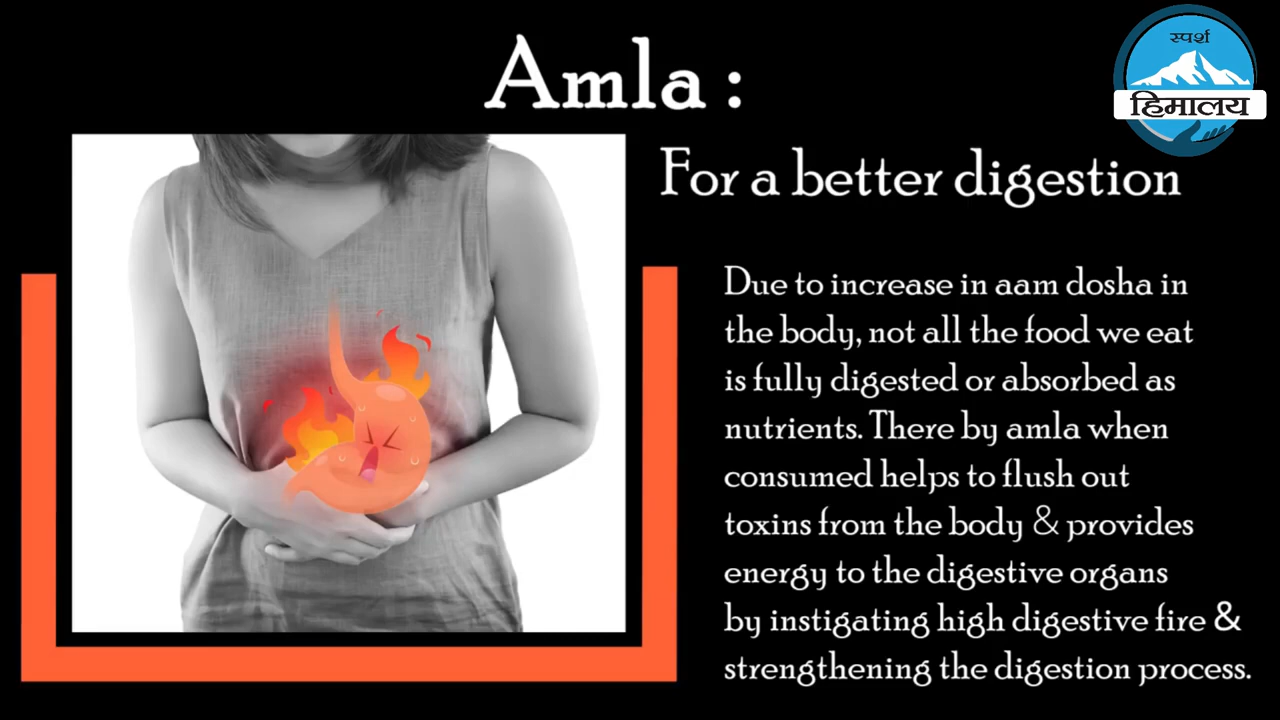 Amla :
स्पर्श
हिमालय
For a better digestion
Due to increase in aam dosha in
the body, not all the food we eat
is fully digested or absorbed as
nutrients. There by amla when
consumed helps to flush out
toxins from the body & provides
energy to the digestive organs
by instigating high digestive fire &
strengthening the digestion process.